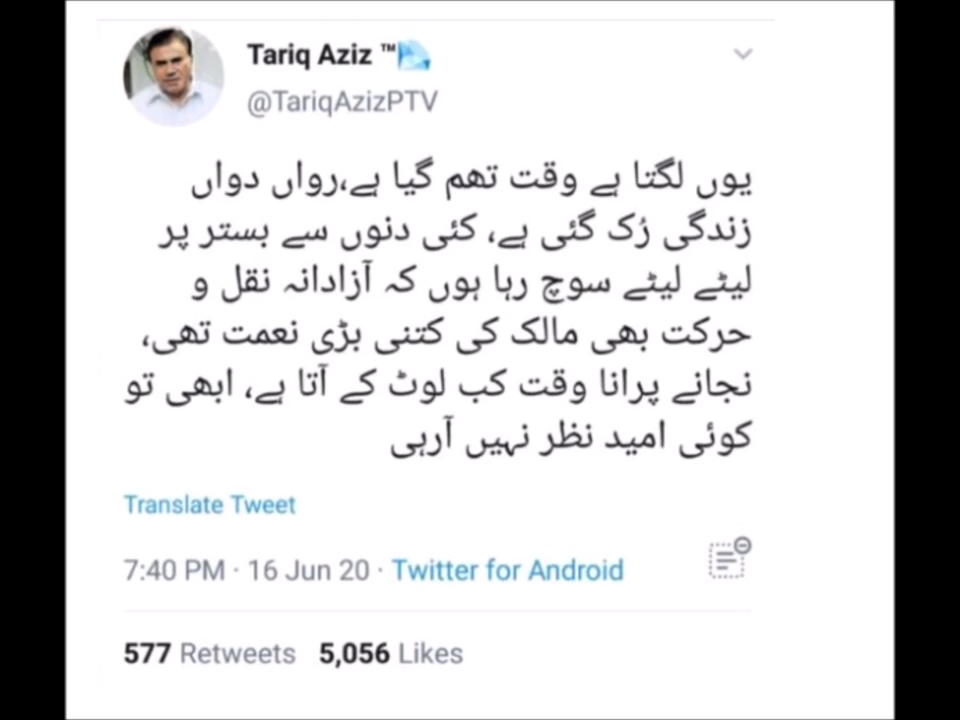 Tariq Aziz ™
@TariqAzizPTV
یوں لگتا ہے وقت تھم گیا ہے،رواں دواں
زندگی رُک گئی ہے، کئی دنوں سے بستر پر
لیٹے لیٹے سوچ رہا ہوں کہ آزادانہ نقل و
حرکت بھی مالک کی کتنی بڑی نعمت تھی،
نجانے پرانا وقت کب لوٹ کے آتا ہے، ابھی تو
کوئی امید نظر نہیں آرہی
Translate Tweet
7:40 PM · 16 Jun 20 · Twitter for Android
577 Retweets 5,056 Likes